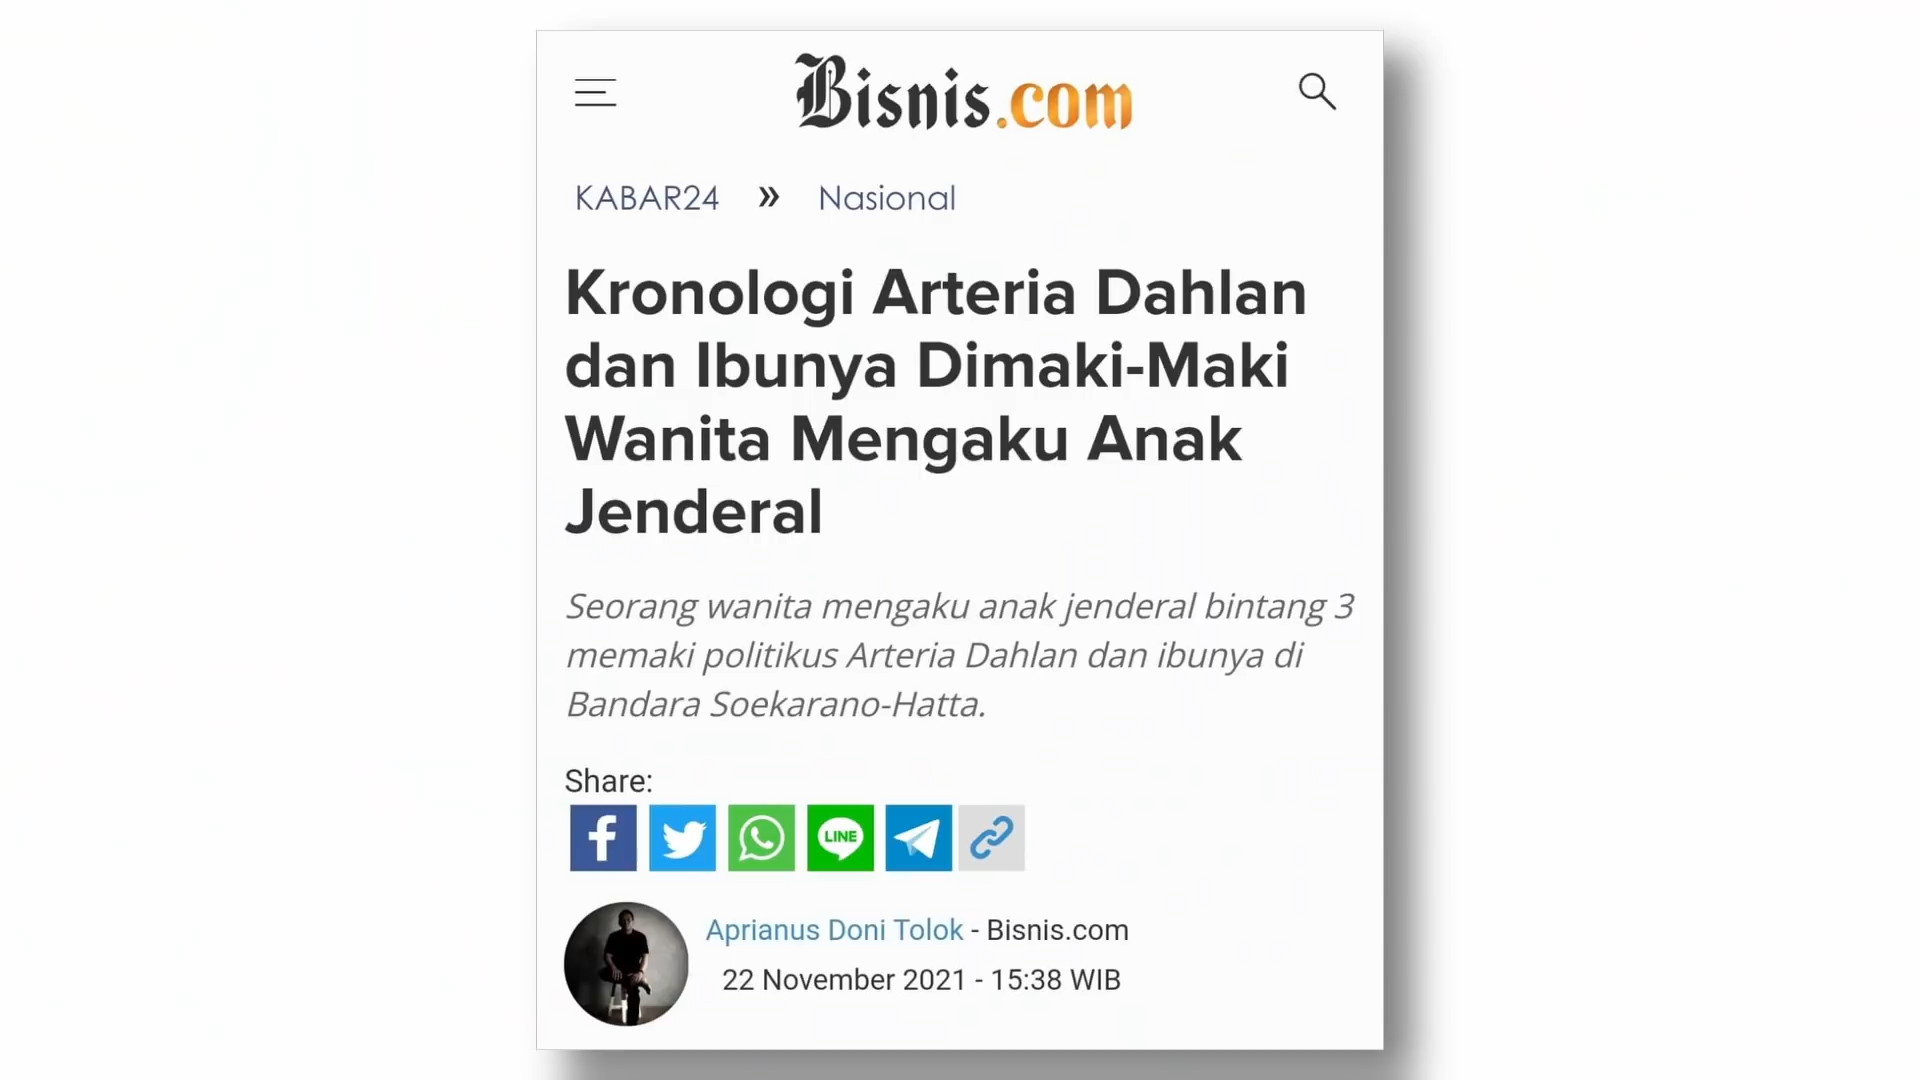 Bisnis.com
KABAR24 » Nasional
Kronologi Arteria Dahlan
dan Ibunya Dimaki-Maki
Wanita Mengaku Anak
Jenderal
Seorang wanita mengaku anak jenderal bintang 3
memaki politikus Arteria Dahlan dan ibunya di
Bandara Soekarano-Hatta.
Share:
LINE
Aprianus Doni Tolok - Bisnis.com
22 November 2021 - 15:38 WIB